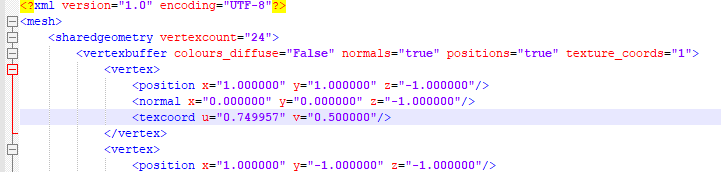 <?xml version="1.0" encoding="UTF-8"?>
<mesh>
<sharedgeometry vertexcount="24">
<vertexbuffer colours_diffuse="False" normals="true" positions="true" texture_coords="1">
<vertex>
<position x="1.000000" y="1.000000" z="-1.000000"/>
<normal x="0.000000" y="0.000000" z="-1.000000"/>
<texcoord u="0.749957" v="0.500000"/>
</vertex>
<vertex>
<position x="1.000000" y="-1.000000" z="-1.000000"/>